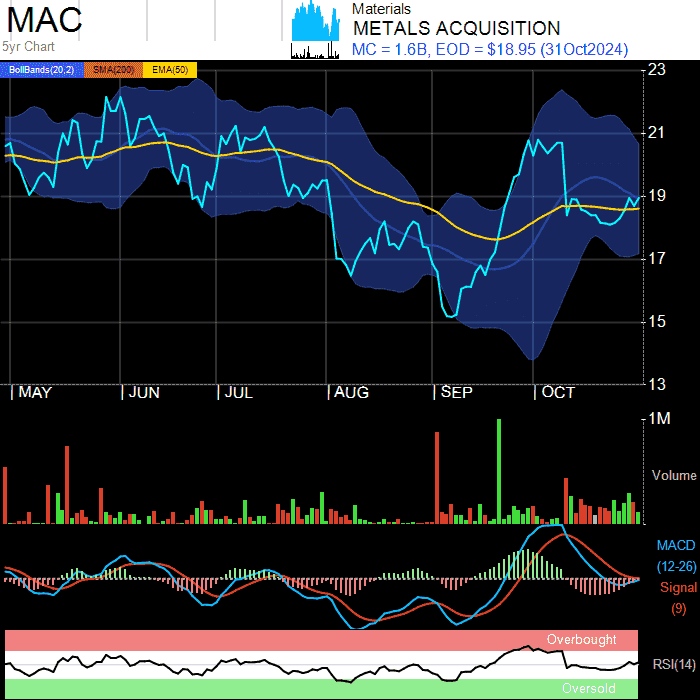 MAC
Materials
METALS ACQUISITION
5yr Chart
MC = 1.6B, EOD = $18.95 (31Oct2024)
BollBands(20,2) SMA(200) EMA(50)
23
21
19
17
15
13
MAY JUN JUL AUG SEP OCT
1M
Volume
MACD
(12-26)
Signal
(9)
Overbought
RSI(14)
Oversold